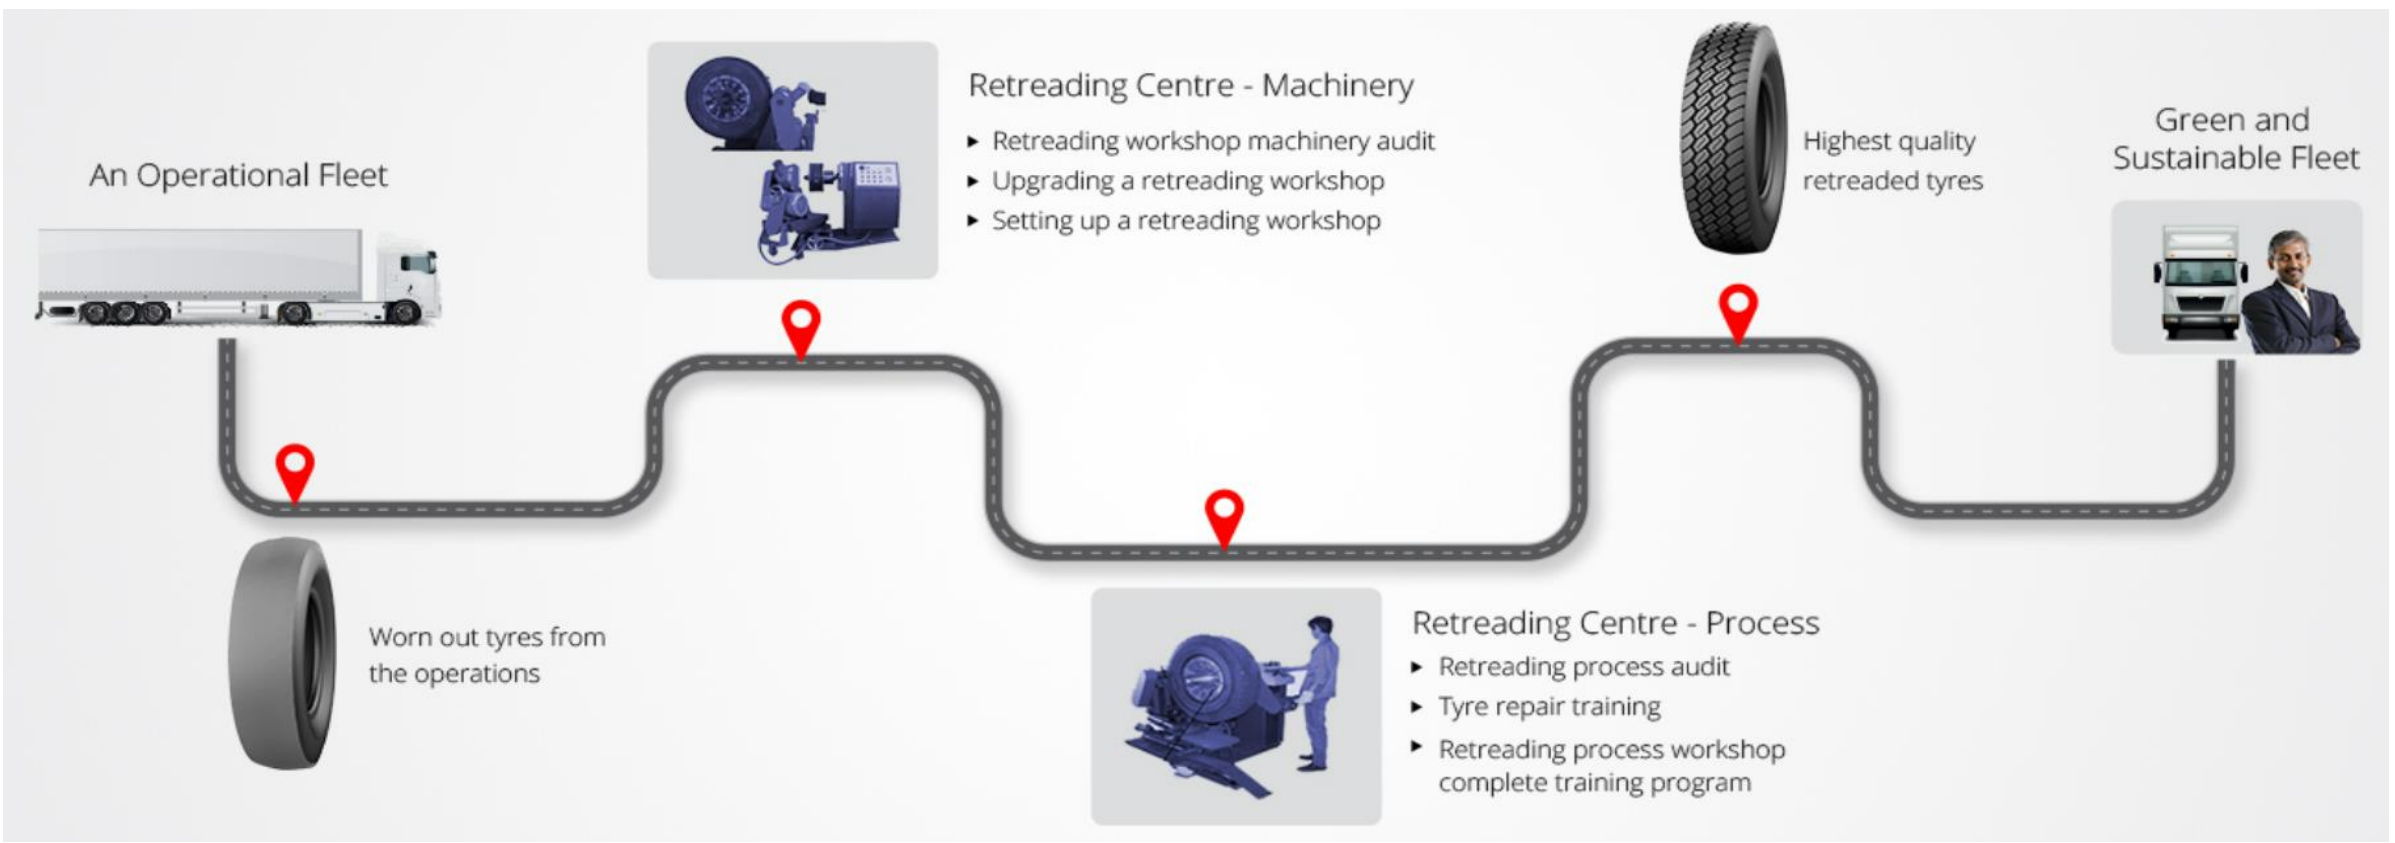 An Operational Fleet
Worn out tyres from
the operations
Retreading Centre - Machinery
▸ Retreading workshop machinery audit
▸ Upgrading a retreading workshop
▸ Setting up a retreading workshop
Retreading Centre - Process
▸ Retreading process audit
▸ Tyre repair training
▸ Retreading process workshop
complete training program
Highest quality
retreaded tyres
Green and
Sustainable Fleet